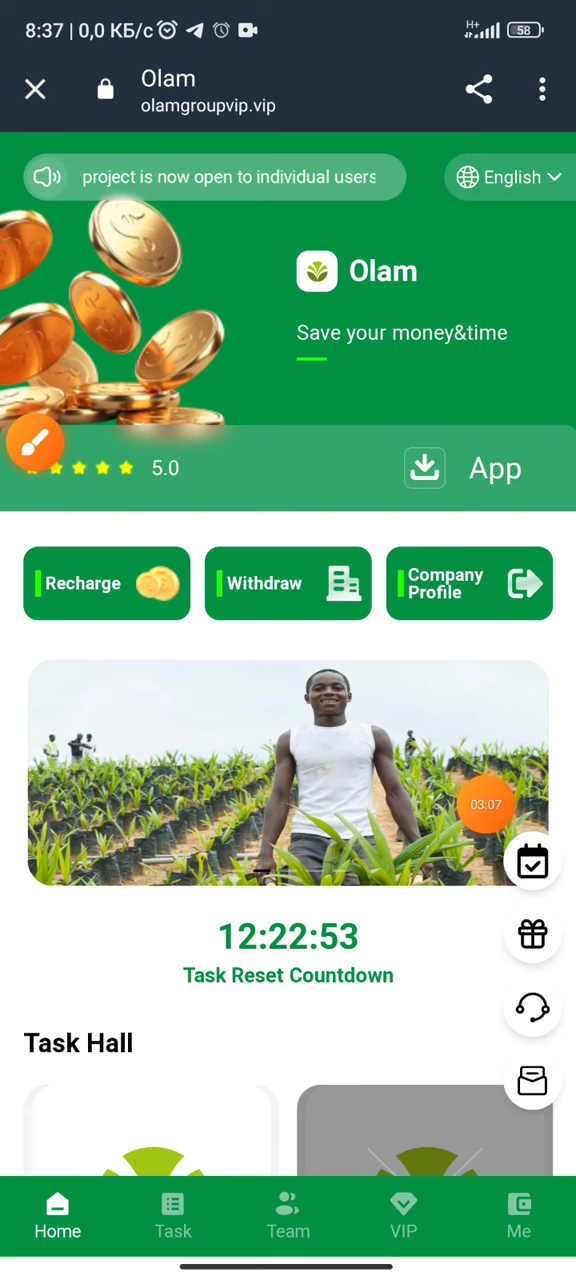 8:37 | 0,0 КБ/с
H+
58
Olam
olamgroupvip.vip
project is now open to individual users
English
Olam
Save your money&time
5.0
App
Recharge
Withdraw
Company
Profile
03:07
12:22:53
Task Reset Countdown
Task Hall
Home
Task
Team
VIP
Me